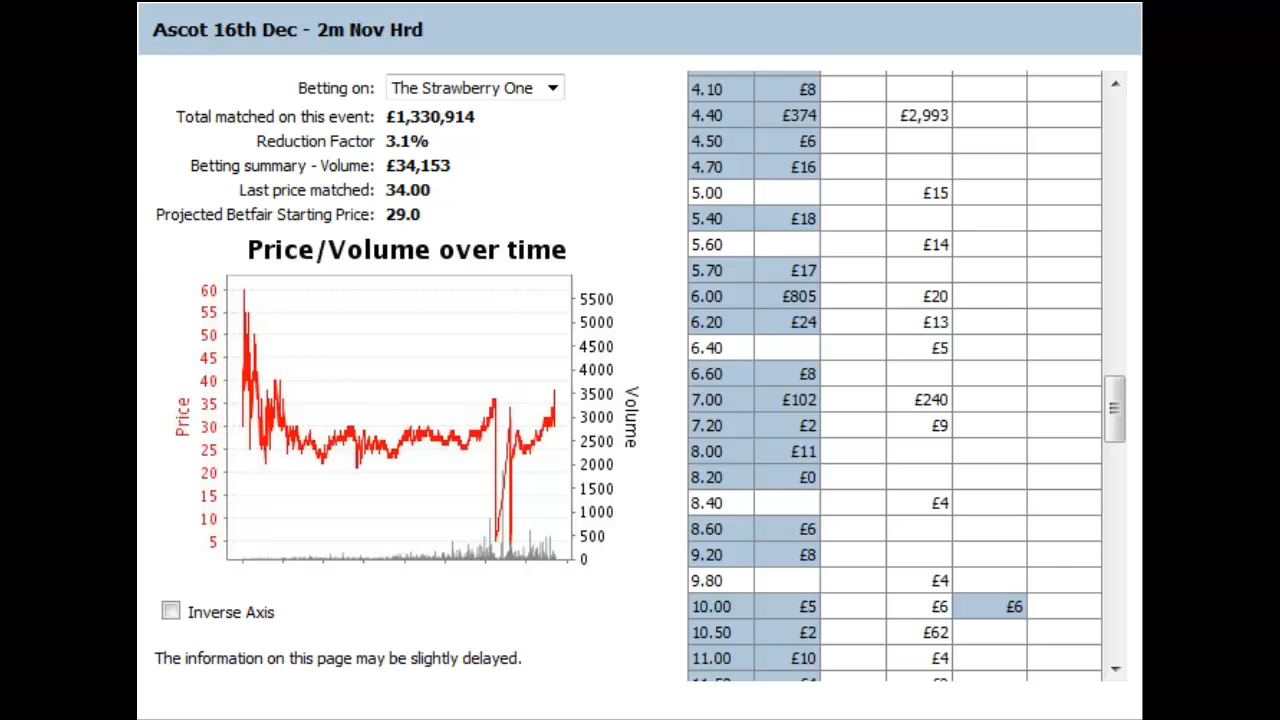 Ascot 16th Dec - 2m Nov Hrd
Betting on: The Strawberry One
Total matched on this event: £1,330,914
Reduction Factor 3.1%
Betting summary - Volume: £34,153
Last price matched: 34.00
Projected Betfair Starting Price: 29.0
Price/Volume over time
60
55
50
45
40
35
30
25
20
15
10
5
Price
5500
5000
4500
4000
3500
3000
2500
2000
1500
1000
500
0
Volume
Inverse Axis
The information on this page may be slightly delayed.
4.10 £8
4.40 £374 £2,993
4.50 £6
4.70 £16
5.00 £15
5.40 £18
5.60 £14
5.70 £17
6.00 £805 £20
6.20 £24 £13
6.40 £5
6.60 £8
7.00 £102 £240
7.20 £2 £9
8.00 £11
8.20 £0
8.40 £4
8.60 £6
9.20 £8
9.80 £4
10.00 £5 £6 £6
10.50 £2 £62
11.00 £10 £4